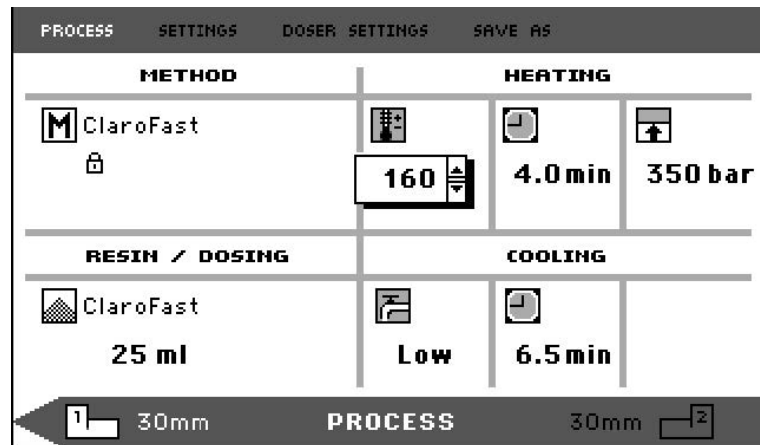 PROCESS SETTINGS DOSER SETTINGS SAVE AS
METHOD HEATING
M ClaroFast
160 4.0 min 350 bar
RESIN / DOSING COOLING
ClaroFast
25 ml Low 6.5 min
1 30mm PROCESS 30mm 2